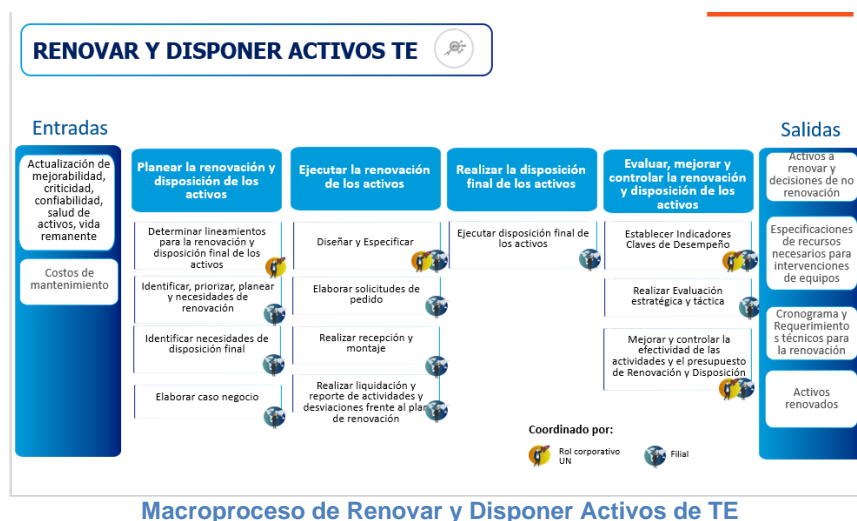 RENOVAR Y DISPONER ACTIVOS TE
Entradas
Actualización de
mejorabilidad,
criticidad,
confiabilidad,
salud de
activos, vida
remanente
Costos de
mantenimiento
Planear la renovación y
disposición de los
activos
Determinar lineamientos
para la renovación y
disposición final de los
activos
Identificar, priorizar, planear
y necesidades de
renovación
Identificar necesidades de
disposición final
Elaborar caso negocio
Ejecutar la renovación
de los activos
Diseñar y Especificar
Elaborar solicitudes de
pedido
Realizar recepción y
montaje
Realizar liquidación y
reporte de actividades y
desviaciones frente al plan
de renovación
Realizar la disposición
final de los activos
Ejecutar disposición final de
los activos
Evaluar, mejorar y
controlar la renovación
y disposición de los
activos
Establecer Indicadores
Claves de Desempeño
Realizar Evaluación
estratégica y táctica
Mejorar y controlar la
efectividad de las
actividades y el presupuesto
de Renovación y Disposición
Salidas
Activos a
renovar y
decisiones de no
renovación
Especificaciones
de recursos
necesarios para
intervenciones
de equipos
Cronograma y
Requerimiento
s técnicos para
la renovación
Activos
renovados
Coordinado por:
Rol corporativo
UN
Filial
Macroproceso de Renovar y Disponer Activos de TE